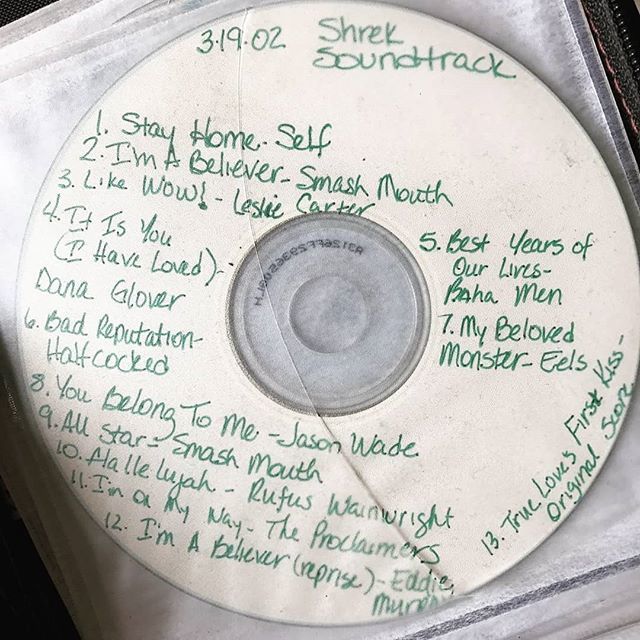 3.19.02 Shrek
Soundtrack
1. Stay Home - Self
2. I'm A Believer - Smash Mouth
3. Like Wow! - Leslie Carter
4. It Is You
(I Have Loved) -
Dana Glover
5. Best Years of
Our Lives -
Baha Men
6. Bad Reputation -
Halfcocked
7. My Beloved
Monster - Eels
8. You Belong To Me - Jason Wade
9. All Star - Smash Mouth
10. Halle lujah - Rufus Wainwright
11. I'm on My Way - The Proclaimers
12. I'm A Believer (reprise) - Eddie
Murphy
13. True Loves First Kiss -
Original Score